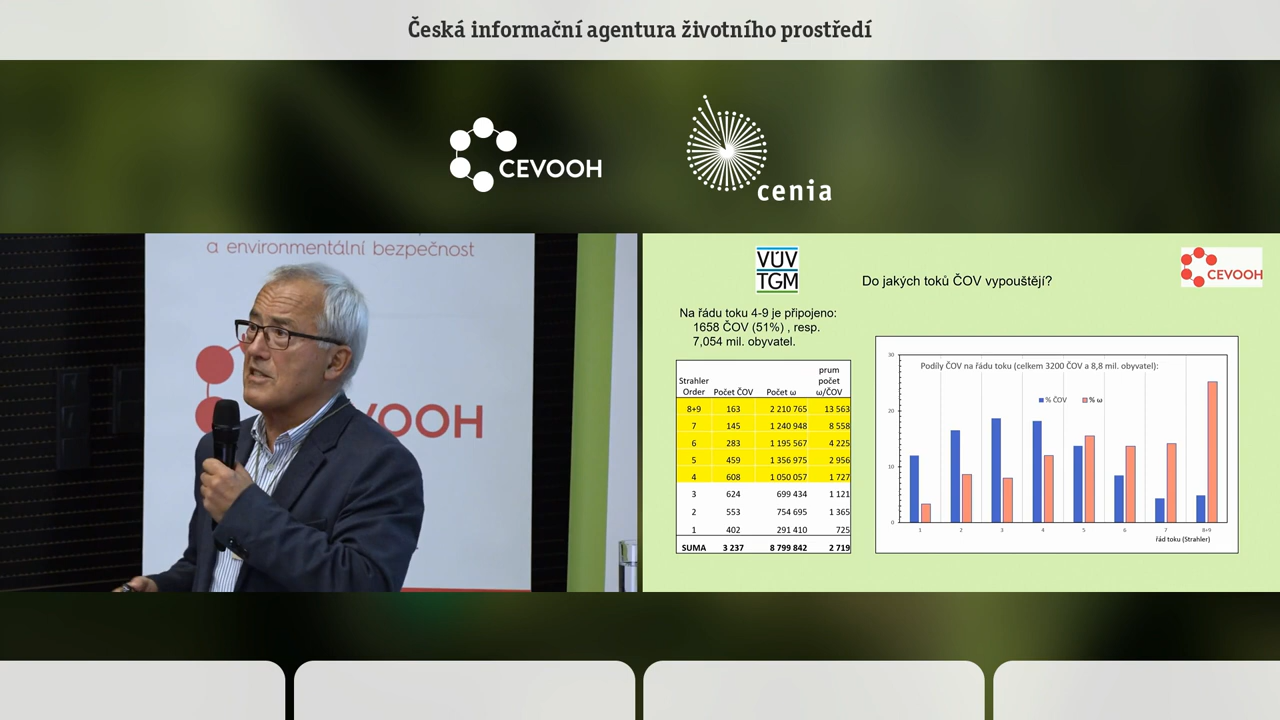 Česká informační agentura životního prostředí
CEVOOH
cenia
a environmentální bezpečnost
VOOH
VÚV
TGM
Do jakých toků ČOV vypouštějí?
CEVOOH
Na řádu toku 4-9 je připojeno:
1658 ČOV (51%) , resp.
7,054 mil. obyvatel.
Strahler Order Počet ČOV Počet ω prum počet ω/ČOV
8+9 163 2 210 765 13 563
7 145 1 240 948 8 558
6 283 1 195 567 4 225
5 459 1 356 975 2 956
4 608 1 050 057 1 727
3 624 699 434 1 121
2 553 754 695 1 365
1 402 291 410 725
SUMA 3 237 8 799 842 2 719
Podíly ČOV na řádu toku (celkem 3200 ČOV a 8,8 mil. obyvatel):
% ČOV % ω
30
20
10
0
1 2 3 4 5 6 7 8+9
řád toku (Strahler)